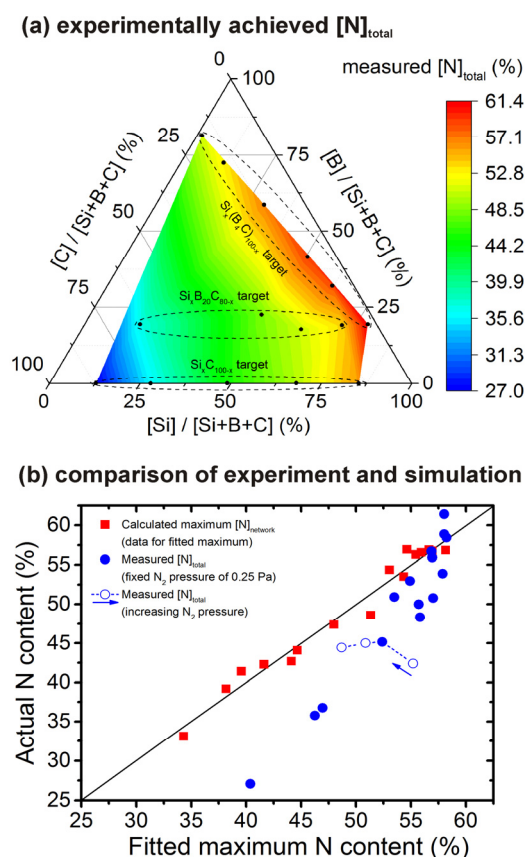 (a) experimentally achieved [N]total
measured [N]total (%)
0
100
25
75
50
50
75
25
100
0
25
50
75
100
[C] / [Si+B+C] (%)
[B] / [Si+B+C] (%)
[Si] / [Si+B+C] (%)
Six(B4C)100-x target
SixB20C80-x target
SixC100-x target
61.4
57.1
52.8
48.5
44.2
39.9
35.6
31.3
27.0
(b) comparison of experiment and simulation
Calculated maximum [N]network
(data for fitted maximum)
Measured [N]total
(fixed N2 pressure of 0.25 Pa)
Measured [N]total
(increasing N2 pressure)
Actual N content (%)
60
55
50
45
40
35
30
25
25 30 35 40 45 50 55 60
Fitted maximum N content (%)